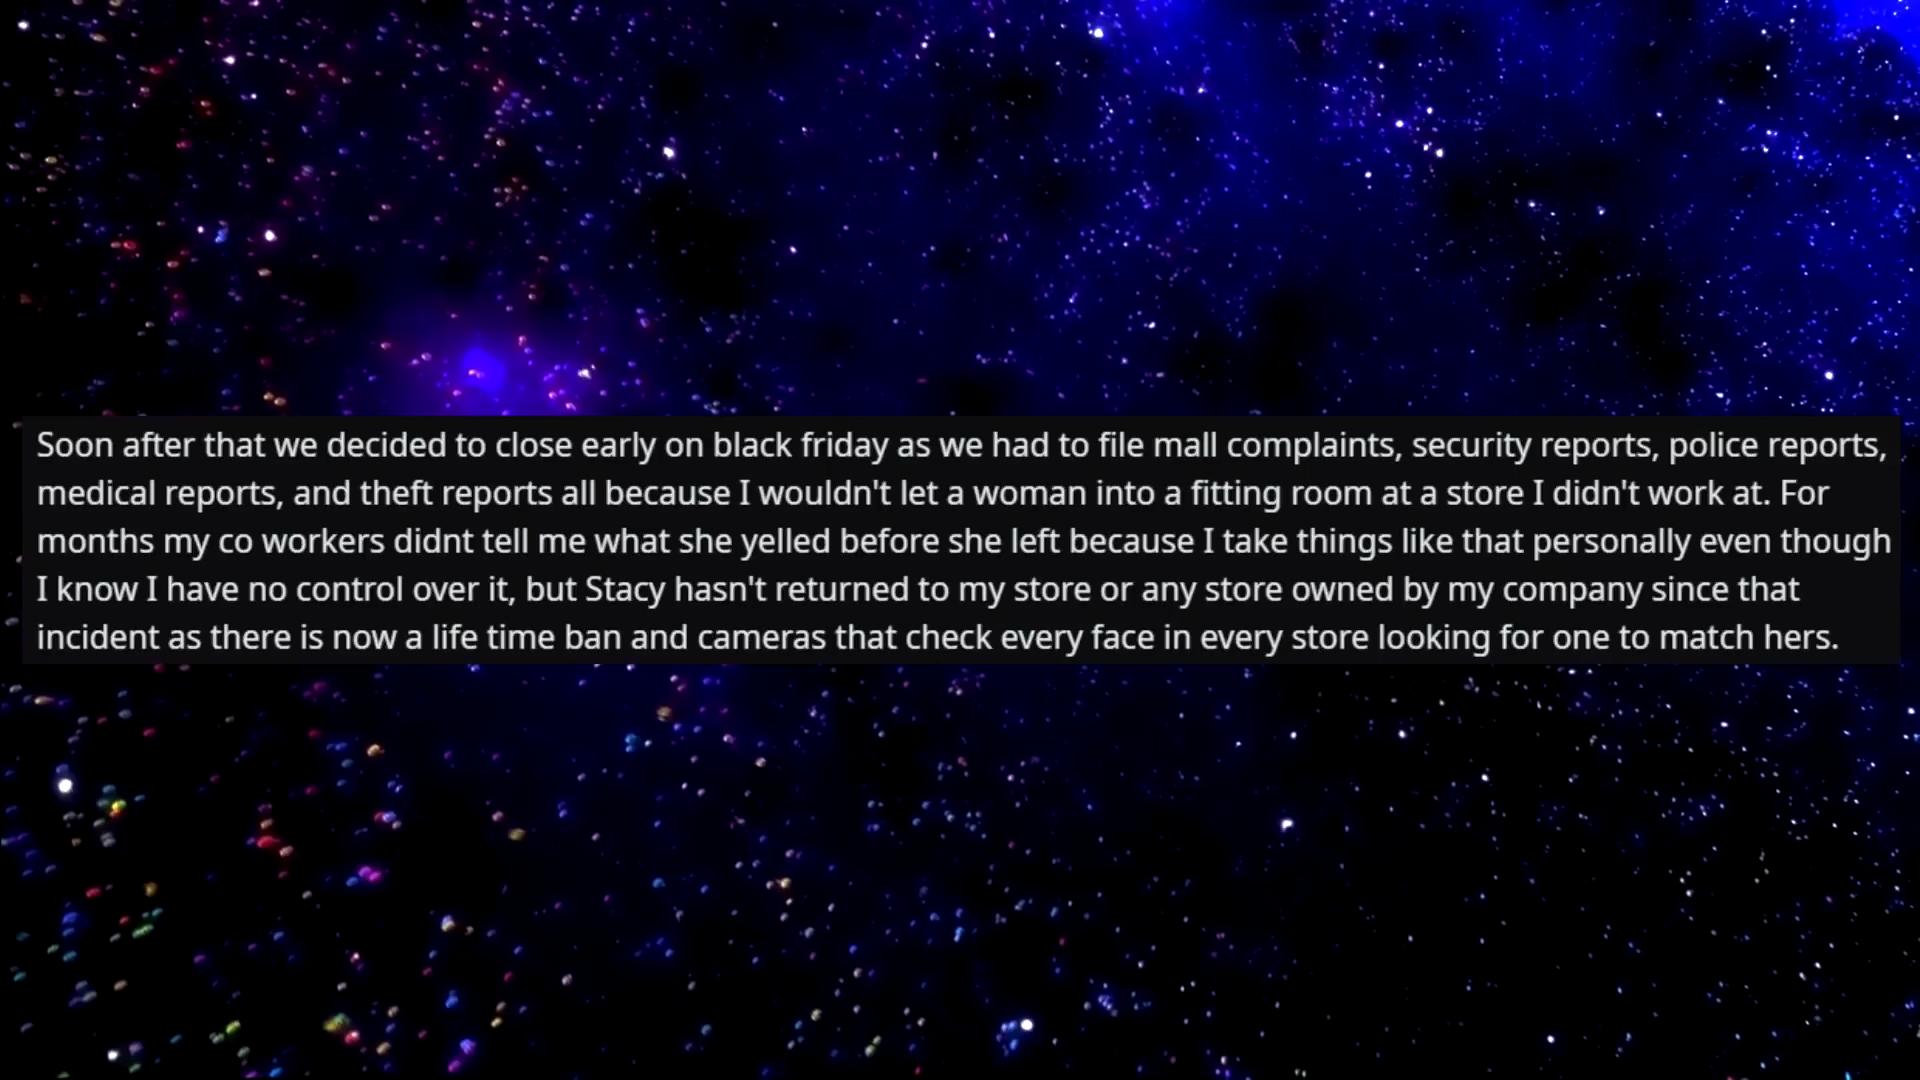 Soon after that we decided to close early on black friday as we had to file mall complaints, security reports, police reports,
medical reports, and theft reports all because I wouldn't let a woman into a fitting room at a store I didn't work at. For
months my co workers didnt tell me what she yelled before she left because I take things like that personally even though
I know I have no control over it, but Stacy hasn't returned to my store or any store owned by my company since that
incident as there is now a life time ban and cameras that check every face in every store looking for one to match hers.